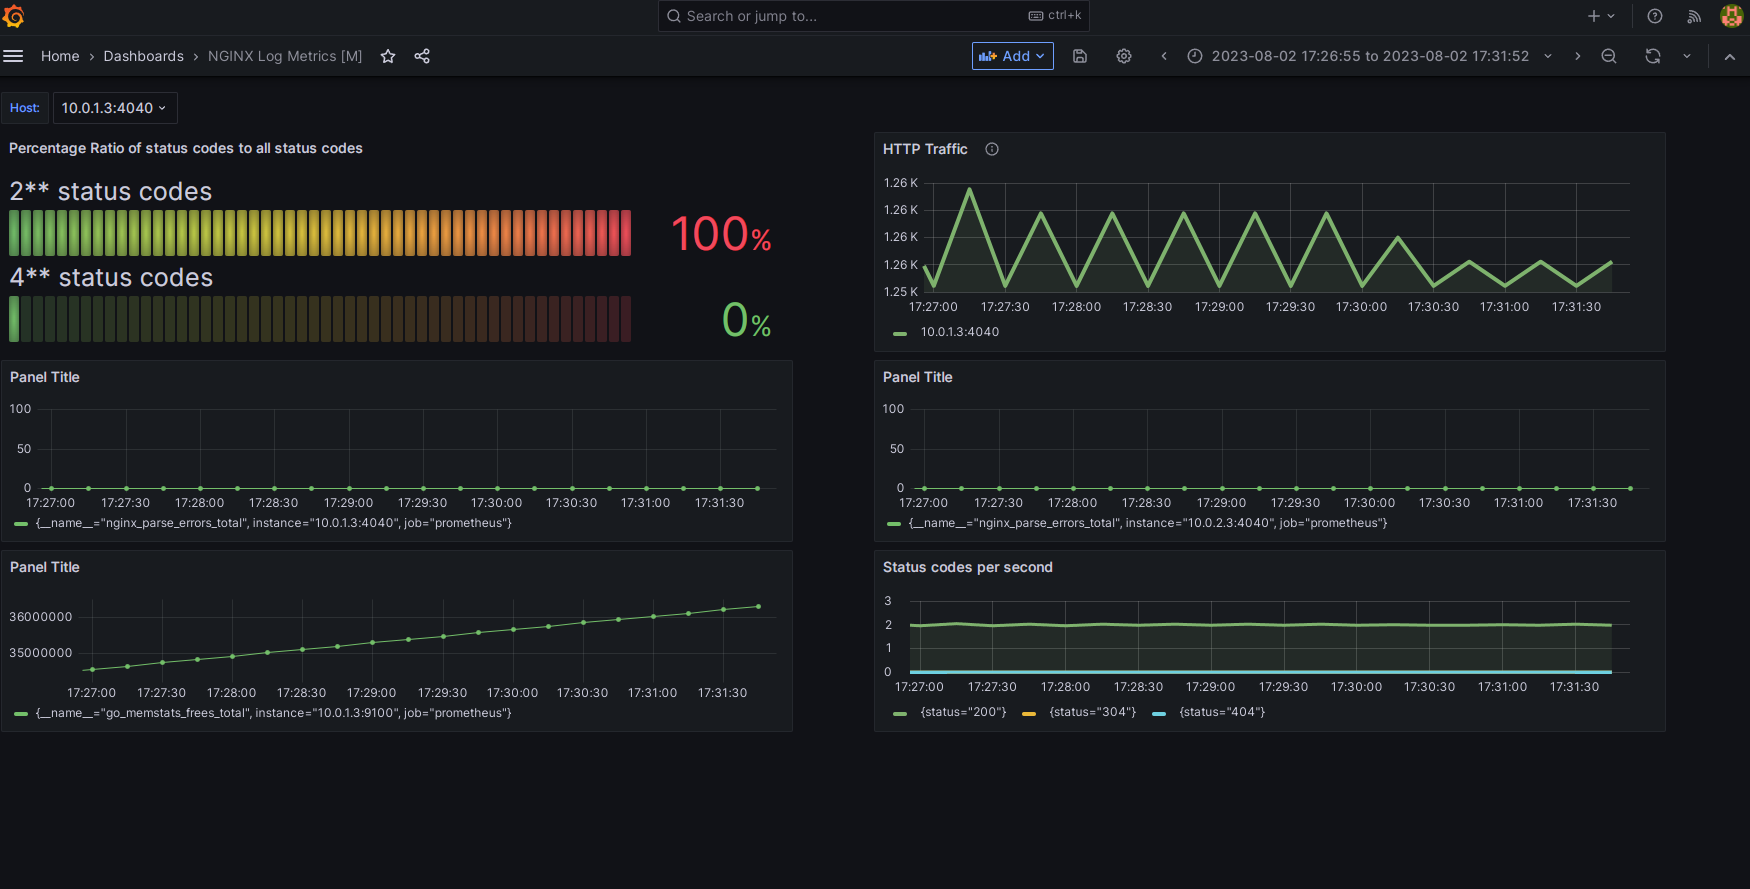 Search or jump to... ctrl+k
Home › Dashboards › NGINX Log Metrics [M] Add 2023-08-02 17:26:55 to 2023-08-02 17:31:52
Host: 10.0.1.3:4040
Percentage Ratio of status codes to all status codes
2** status codes
100%
4** status codes
0%
HTTP Traffic
1.26 K
1.26 K
1.26 K
1.26 K
1.25 K
17:27:00 17:27:30 17:28:00 17:28:30 17:29:00 17:29:30 17:30:00 17:30:30 17:31:00 17:31:30
10.0.1.3:4040
Panel Title
100
50
0
17:27:00 17:27:30 17:28:00 17:28:30 17:29:00 17:29:30 17:30:00 17:30:30 17:31:00 17:31:30
{__name__="nginx_parse_errors_total", instance="10.0.1.3:4040", job="prometheus"}
Panel Title
100
50
0
17:27:00 17:27:30 17:28:00 17:28:30 17:29:00 17:29:30 17:30:00 17:30:30 17:31:00 17:31:30
{__name__="nginx_parse_errors_total", instance="10.0.2.3:4040", job="prometheus"}
Panel Title
36000000
35000000
17:27:00 17:27:30 17:28:00 17:28:30 17:29:00 17:29:30 17:30:00 17:30:30 17:31:00 17:31:30
{__name__="go_memstats_frees_total", instance="10.0.1.3:9100", job="prometheus"}
Status codes per second
3
2
1
0
17:27:00 17:27:30 17:28:00 17:28:30 17:29:00 17:29:30 17:30:00 17:30:30 17:31:00 17:31:30
{status="200"} {status="304"} {status="404"}